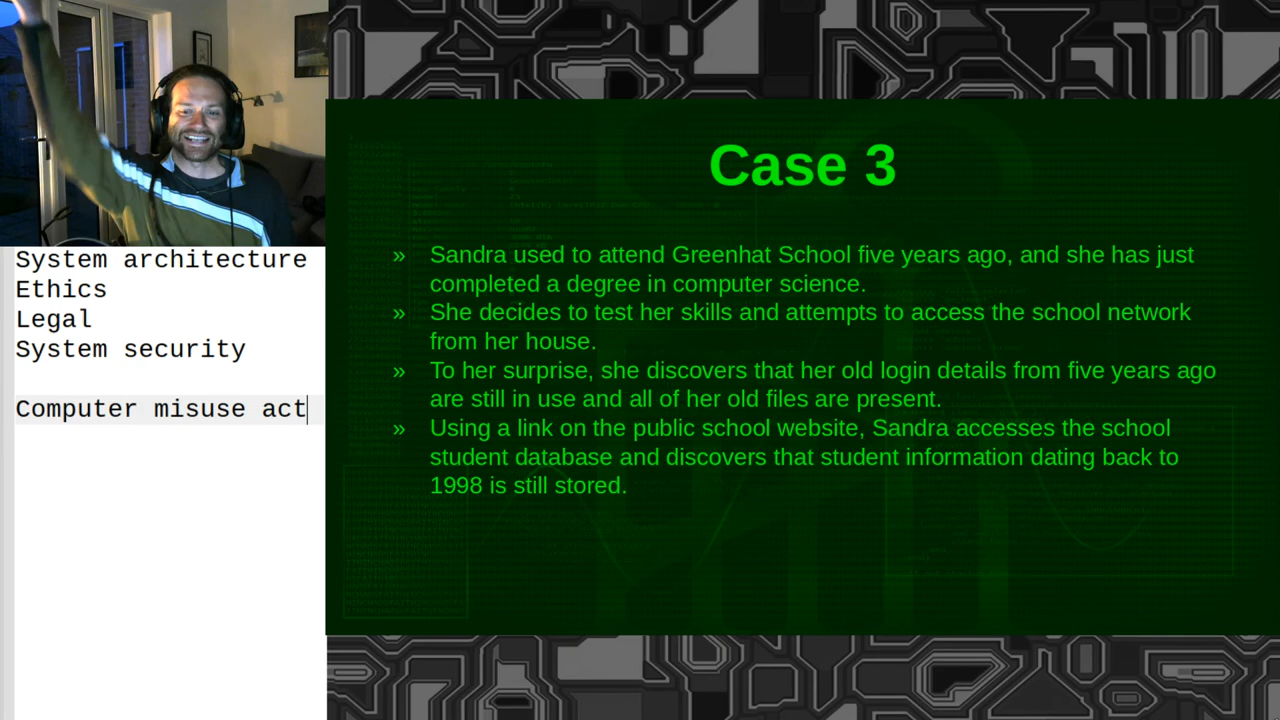 System architecture
Ethics
Legal
System security
Computer misuse act
Case 3
» Sandra used to attend Greenhat School five years ago, and she has just
completed a degree in computer science.
» She decides to test her skills and attempts to access the school network
from her house.
» To her surprise, she discovers that her old login details from five years ago
are still in use and all of her old files are present.
» Using a link on the public school website, Sandra accesses the school
student database and discovers that student information dating back to
1998 is still stored.